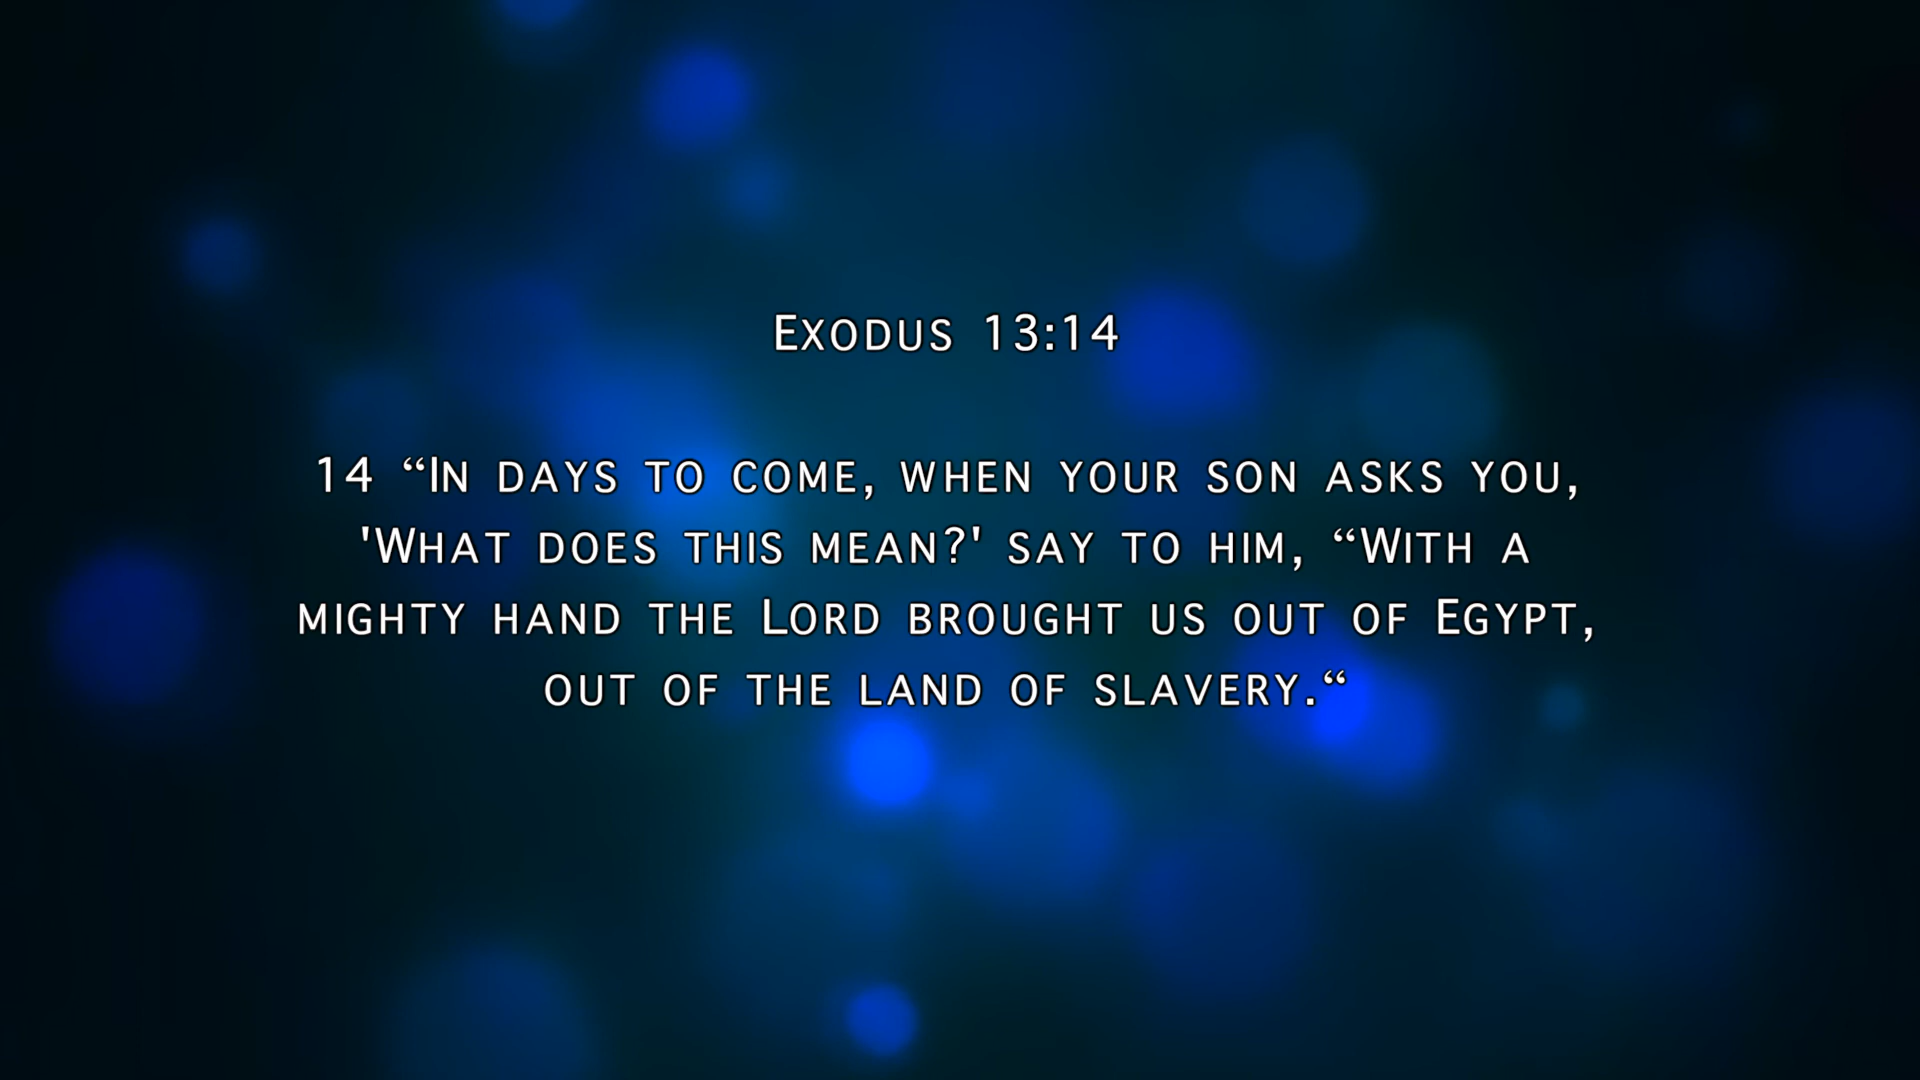 Exodus 13:14
14 “In days to come, when your son asks you,
'What does this mean?' say to him, “With a
mighty hand the Lord brought us out of Egypt,
out of the land of slavery.“